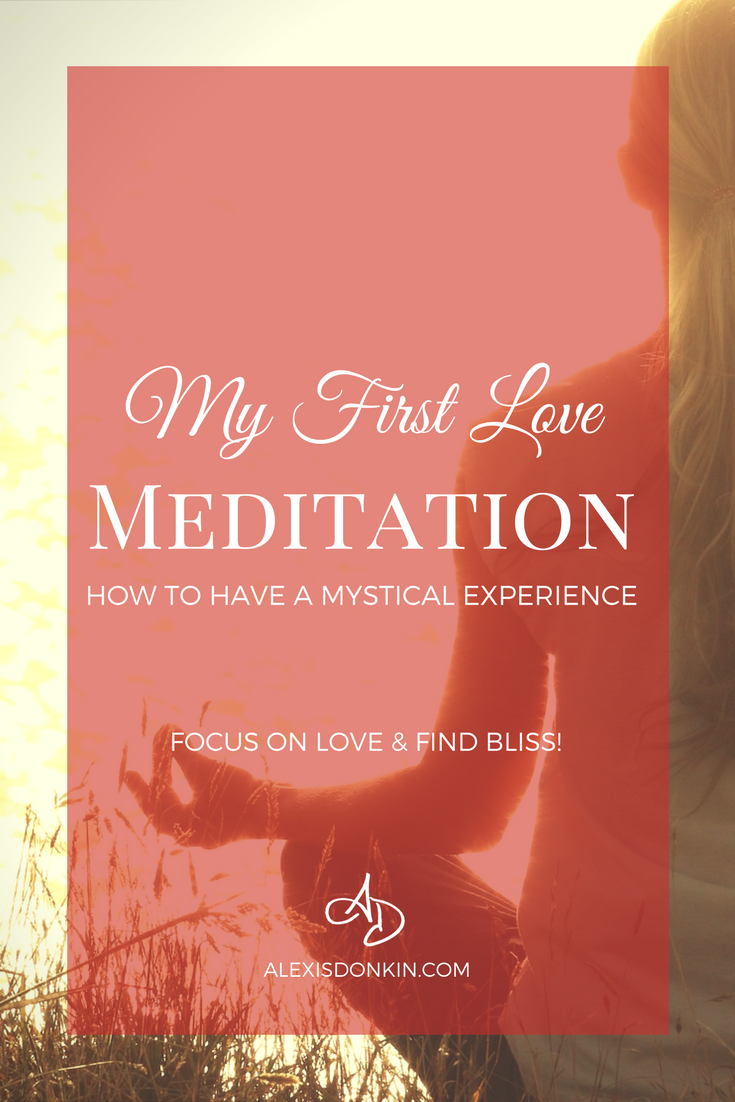 My First Love
MEDITATION
HOW TO HAVE A MYSTICAL EXPERIENCE
FOCUS ON LOVE & FIND BLISS!
AD
ALEXISDONKIN.COM